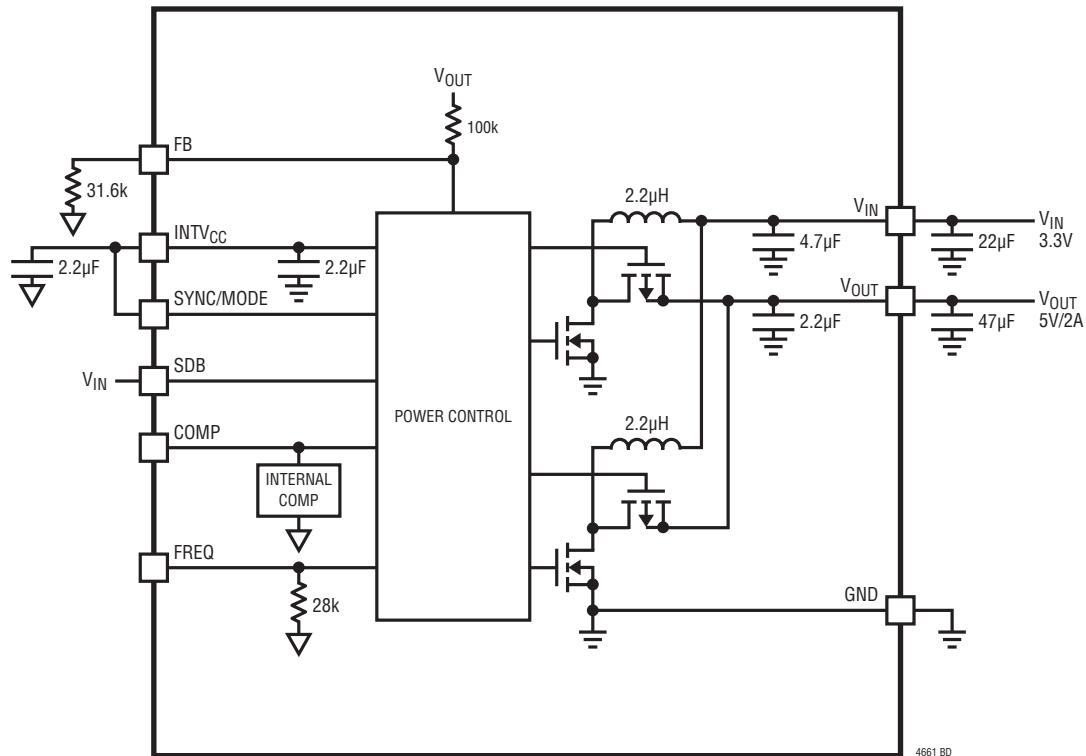 VOUT
100k
FB
31.6k
2.2µH
VIN
VIN
3.3V
INTVCC
4.7µF
22µF
2.2µF
2.2µF
SYNC/MODE
VOUT
VOUT
5V/2A
2.2µF
47µF
SDB
VIN
POWER CONTROL
COMP
2.2µH
INTERNAL
COMP
FREQ
28k
GND
4661 BD